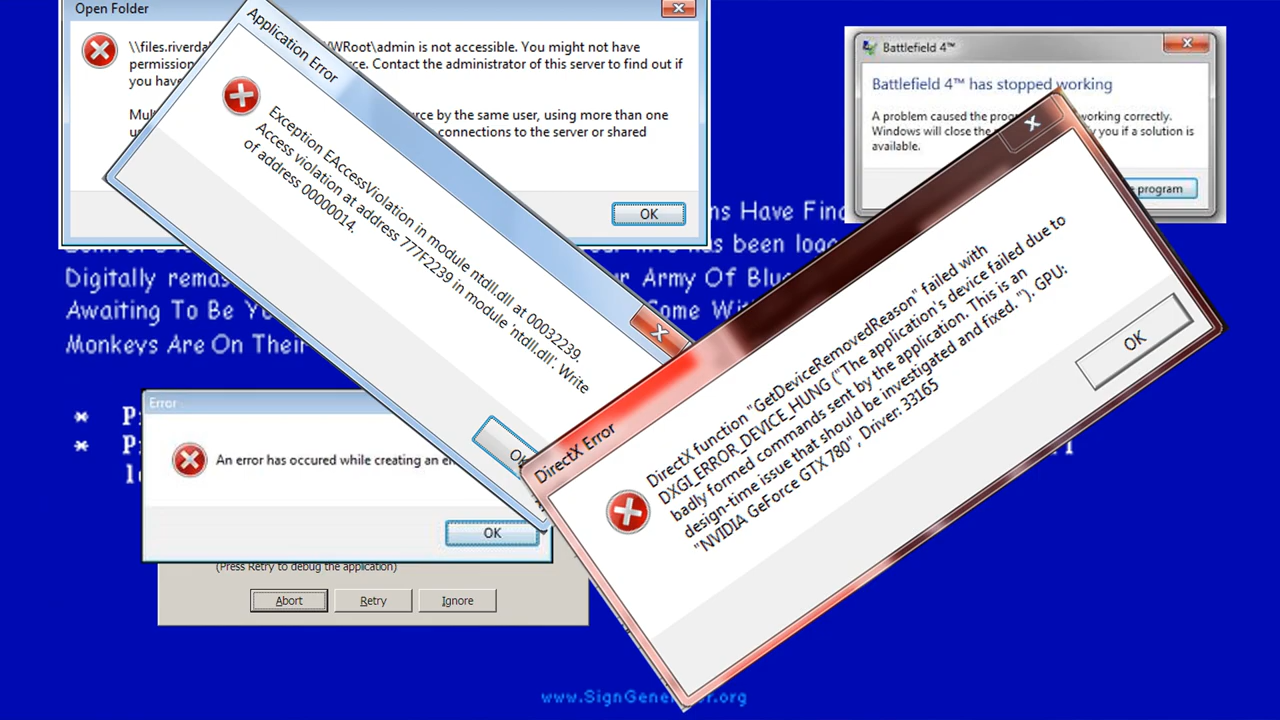 Open Folder
\\files.riverda WRoot\admin is not accessible. You might not have
permission ce. Contact the administrator of this server to find out if
you have
Mul rce by the same user, using more than one
connections to the server or shared
OK
Application Error
Exception EAccessViolation in module ntdll.dll at 00032239.
Access violation at address 777F2239 in module 'ntdll.dll'. Write
of address 00000014.
OK
Battlefield 4™
Battlefield 4™ has stopped working
A problem caused the prog working correctly.
Windows will close the y you if a solution is
available.
e program
ns Have Fin
has been log
Digitally remas r Army Of Blu
Awaiting To Be Yo Come Wit
Monkeys Are On Their
* P
* P
Error
An error has occured while creating an er
OK
(Press Retry to debug the application)
Abort Retry Ignore
DirectX Error
DirectX function "GetDeviceRemovedReason" failed with
DXGI_ERROR_DEVICE_HUNG ("The application's device failed due to
badly formed commands sent by the application. This is an
design-time issue that should be investigated and fixed. "). GPU:
"NVIDIA GeForce GTX 780" , Driver: 33165
OK
www.SignGene or.org